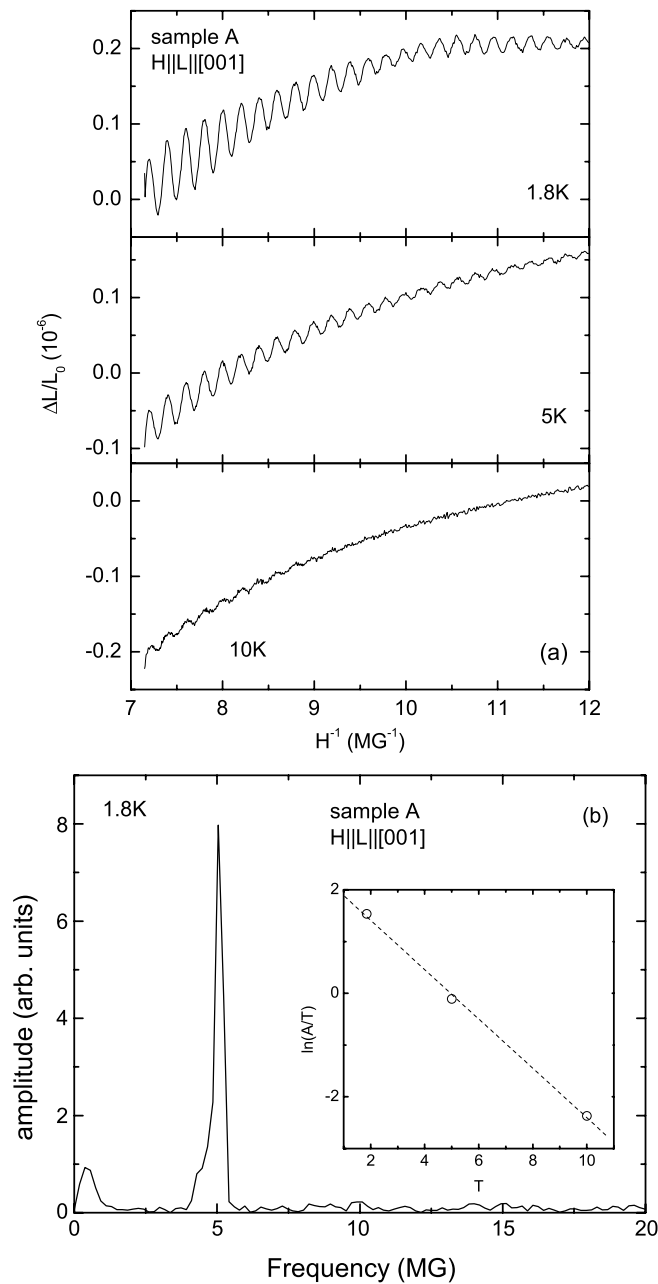 sample A
H||L||[001]
0.2
0.1
0.0
1.8K
ΔL/L₀ (10⁻⁶)
0.1
0.0
-0.1
5K
0.0
-0.1
-0.2
10K
(a)
7 8 9 10 11 12
H⁻¹ (MG⁻¹)
1.8K
sample A
H||L||[001]
(b)
amplitude (arb. units)
8
6
4
2
0
ln(A/T)
2
0
-2
2 4 6 8 10
T
0 5 10 15 20
Frequency (MG)